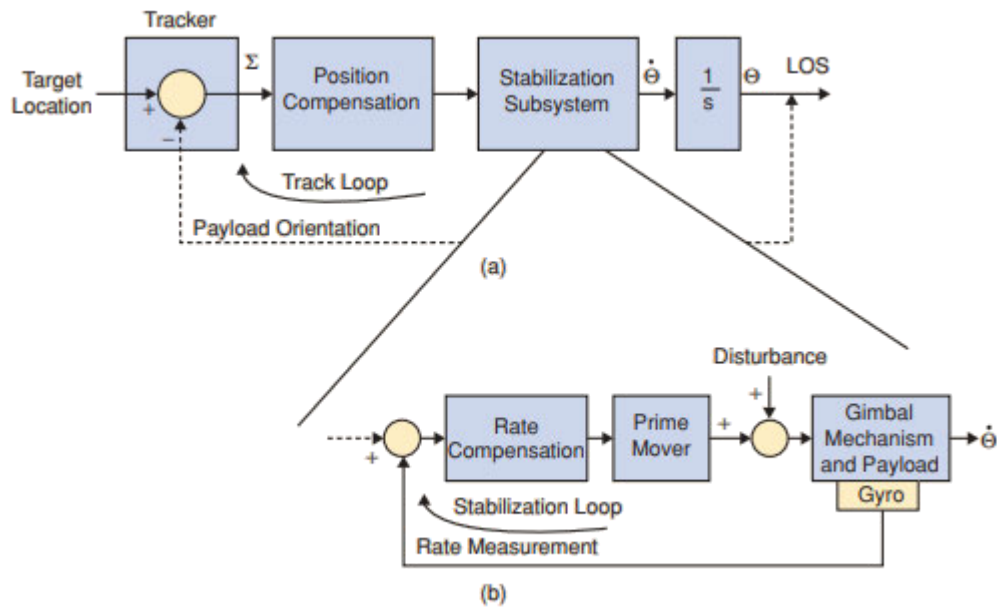 Tracker
Target
Location
+
−
Σ
Position
Compensation
Stabilization
Subsystem
Θ̇
1
s
Θ
LOS
Track Loop
Payload Orientation
(a)
Disturbance
+
+
Rate
Compensation
Prime
Mover
+
Gimbal
Mechanism
and Payload
Θ̇
Gyro
Stabilization Loop
Rate Measurement
(b)